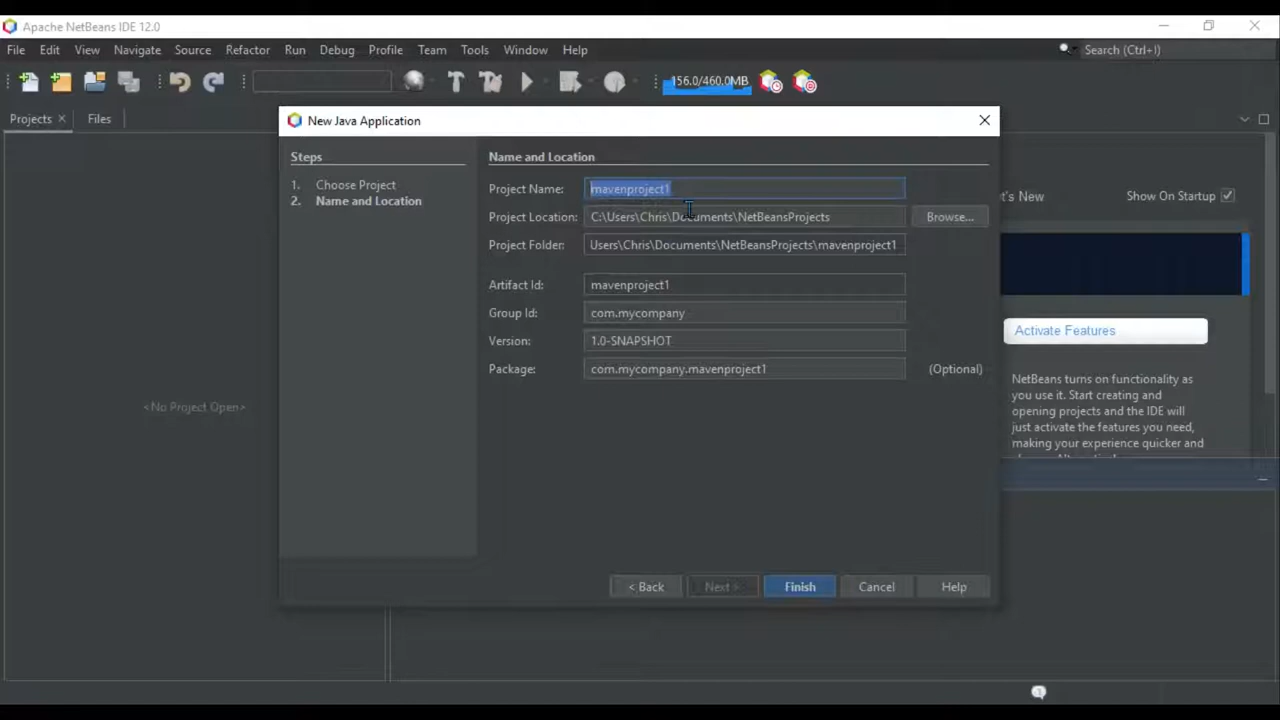 Apache NetBeans IDE 12.0
File Edit View Navigate Source Refactor Run Debug Profile Team Tools Window Help
Search (Ctrl+I)
156.0/460.0MB
Projects Files
New Java Application
Steps
1. Choose Project
2. Name and Location
Name and Location
Project Name: mavenproject1
Project Location: C:\Users\Chris\Documents\NetBeansProjects Browse...
Project Folder: Users\Chris\Documents\NetBeansProjects\mavenproject1
Artifact Id: mavenproject1
Group Id: com.mycompany
Version: 1.0-SNAPSHOT
Package: com.mycompany.mavenproject1 (Optional)
< Back Next > Finish Cancel Help
<No Project Open>
t's New Show On Startup
Activate Features
NetBeans turns on functionality as
you use it. Start creating and
opening projects and the IDE will
just activate the features you need,
making your experience quicker and